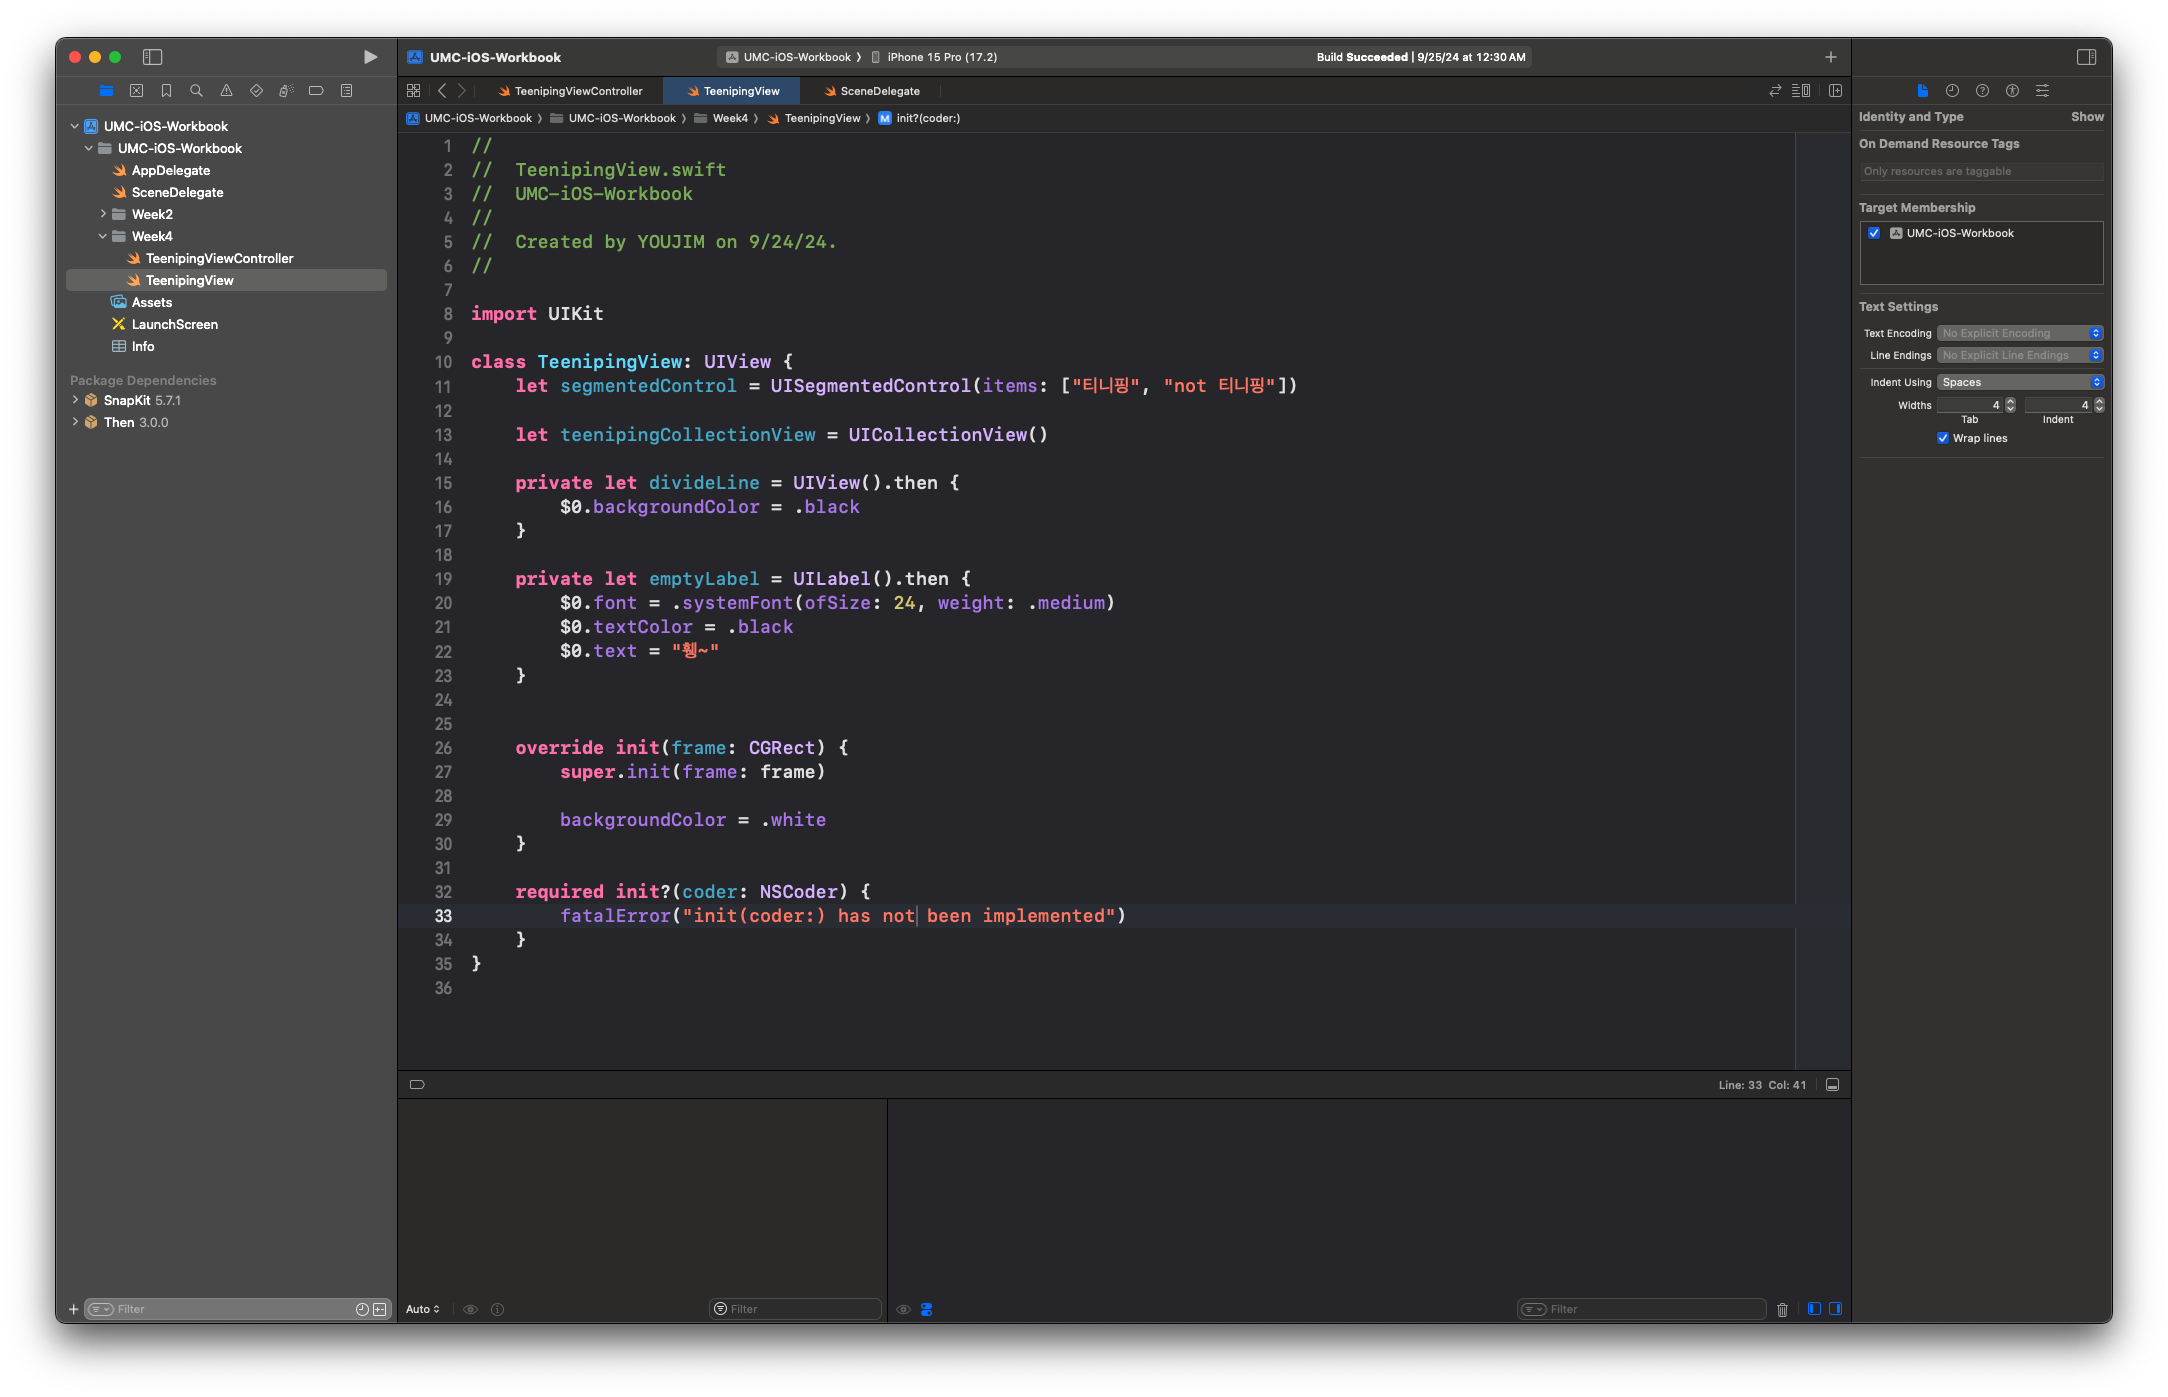 UMC-iOS-Workbook
UMC-iOS-Workbook 〉 iPhone 15 Pro (17.2)
Build Succeeded | 9/25/24 at 12:30 AM
TeenipingViewController
TeenipingView
SceneDelegate
UMC-iOS-Workbook 〉 UMC-iOS-Workbook 〉 Week4 〉 TeenipingView 〉 M init?(coder:)
UMC-iOS-Workbook
UMC-iOS-Workbook
AppDelegate
SceneDelegate
Week2
Week4
TeenipingViewController
TeenipingView
Assets
LaunchScreen
Info
Package Dependencies
SnapKit 5.7.1
Then 3.0.0
Filter
1 //
2 //  TeenipingView.swift
3 //  UMC-iOS-Workbook
4 //
5 //  Created by YOUJIM on 9/24/24.
6 //
7
8 import UIKit
9
10 class TeenipingView: UIView {
11     let segmentedControl = UISegmentedControl(items: ["티니핑", "not 티니핑"])
12
13     let teenipingCollectionView = UICollectionView()
14
15     private let divideLine = UIView().then {
16         $0.backgroundColor = .black
17     }
18
19     private let emptyLabel = UILabel().then {
20         $0.font = .systemFont(ofSize: 24, weight: .medium)
21         $0.textColor = .black
22         $0.text = "휑~"
23     }
24
25
26     override init(frame: CGRect) {
27         super.init(frame: frame)
28
29         backgroundColor = .white
30     }
31
32     required init?(coder: NSCoder) {
33         fatalError("init(coder:) has not been implemented")
34     }
35 }
36
Line: 33 Col: 41
Auto
Filter
Filter
Identity and Type
Show
On Demand Resource Tags
Only resources are taggable
Target Membership
UMC-iOS-Workbook
Text Settings
Text Encoding No Explicit Encoding
Line Endings No Explicit Line Endings
Indent Using Spaces
Widths 4 4
Tab Indent
Wrap lines